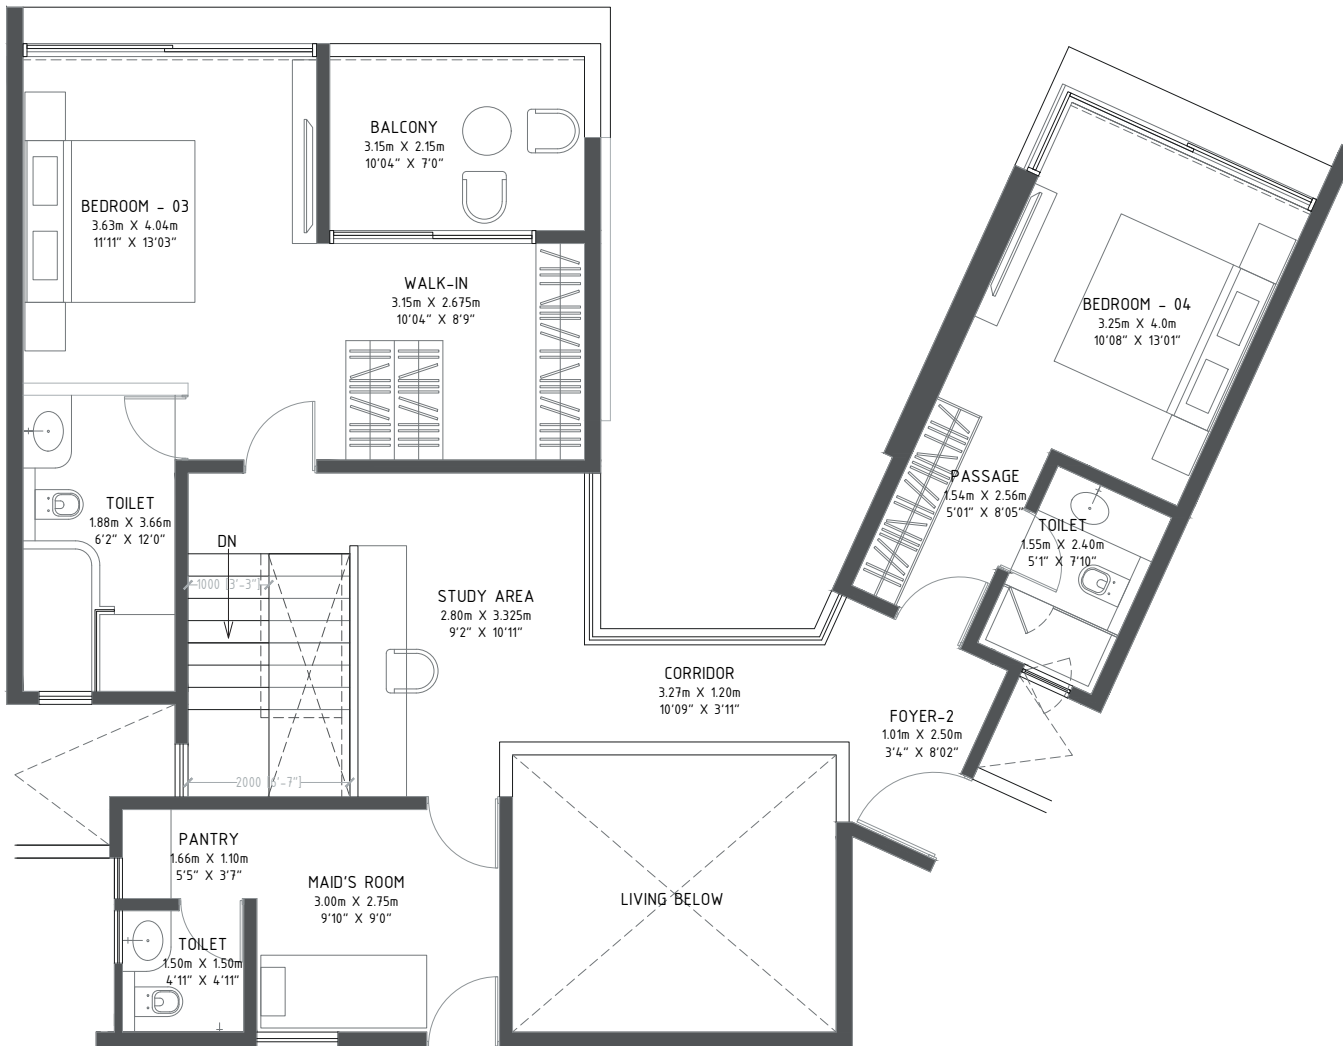 BALCONY
3.15m X 2.15m
10'04" X 7'0"
BEDROOM - 03
3.63m X 4.04m
11'11" X 13'03"
WALK-IN
3.15m X 2.675m
10'04" X 8'9"
BEDROOM - 04
3.25m X 4.0m
10'08" X 13'01"
PASSAGE
1.54m X 2.56m
5'01" X 8'05"
TOILET
1.88m X 3.66m
6'2" X 12'0"
TOILET
1.55m X 2.40m
5'1" X 7'10"
DN
1000 [3'-3"]
STUDY AREA
2.80m X 3.325m
9'2" X 10'11"
CORRIDOR
3.27m X 1.20m
10'09" X 3'11"
FOYER-2
1.01m X 2.50m
3'4" X 8'02"
2000 [6'-7"]
PANTRY
1.66m X 1.10m
5'5" X 3'7"
MAID'S ROOM
3.00m X 2.75m
9'10" X 9'0"
LIVING BELOW
TOILET
1.50m X 1.50m
4'11" X 4'11"